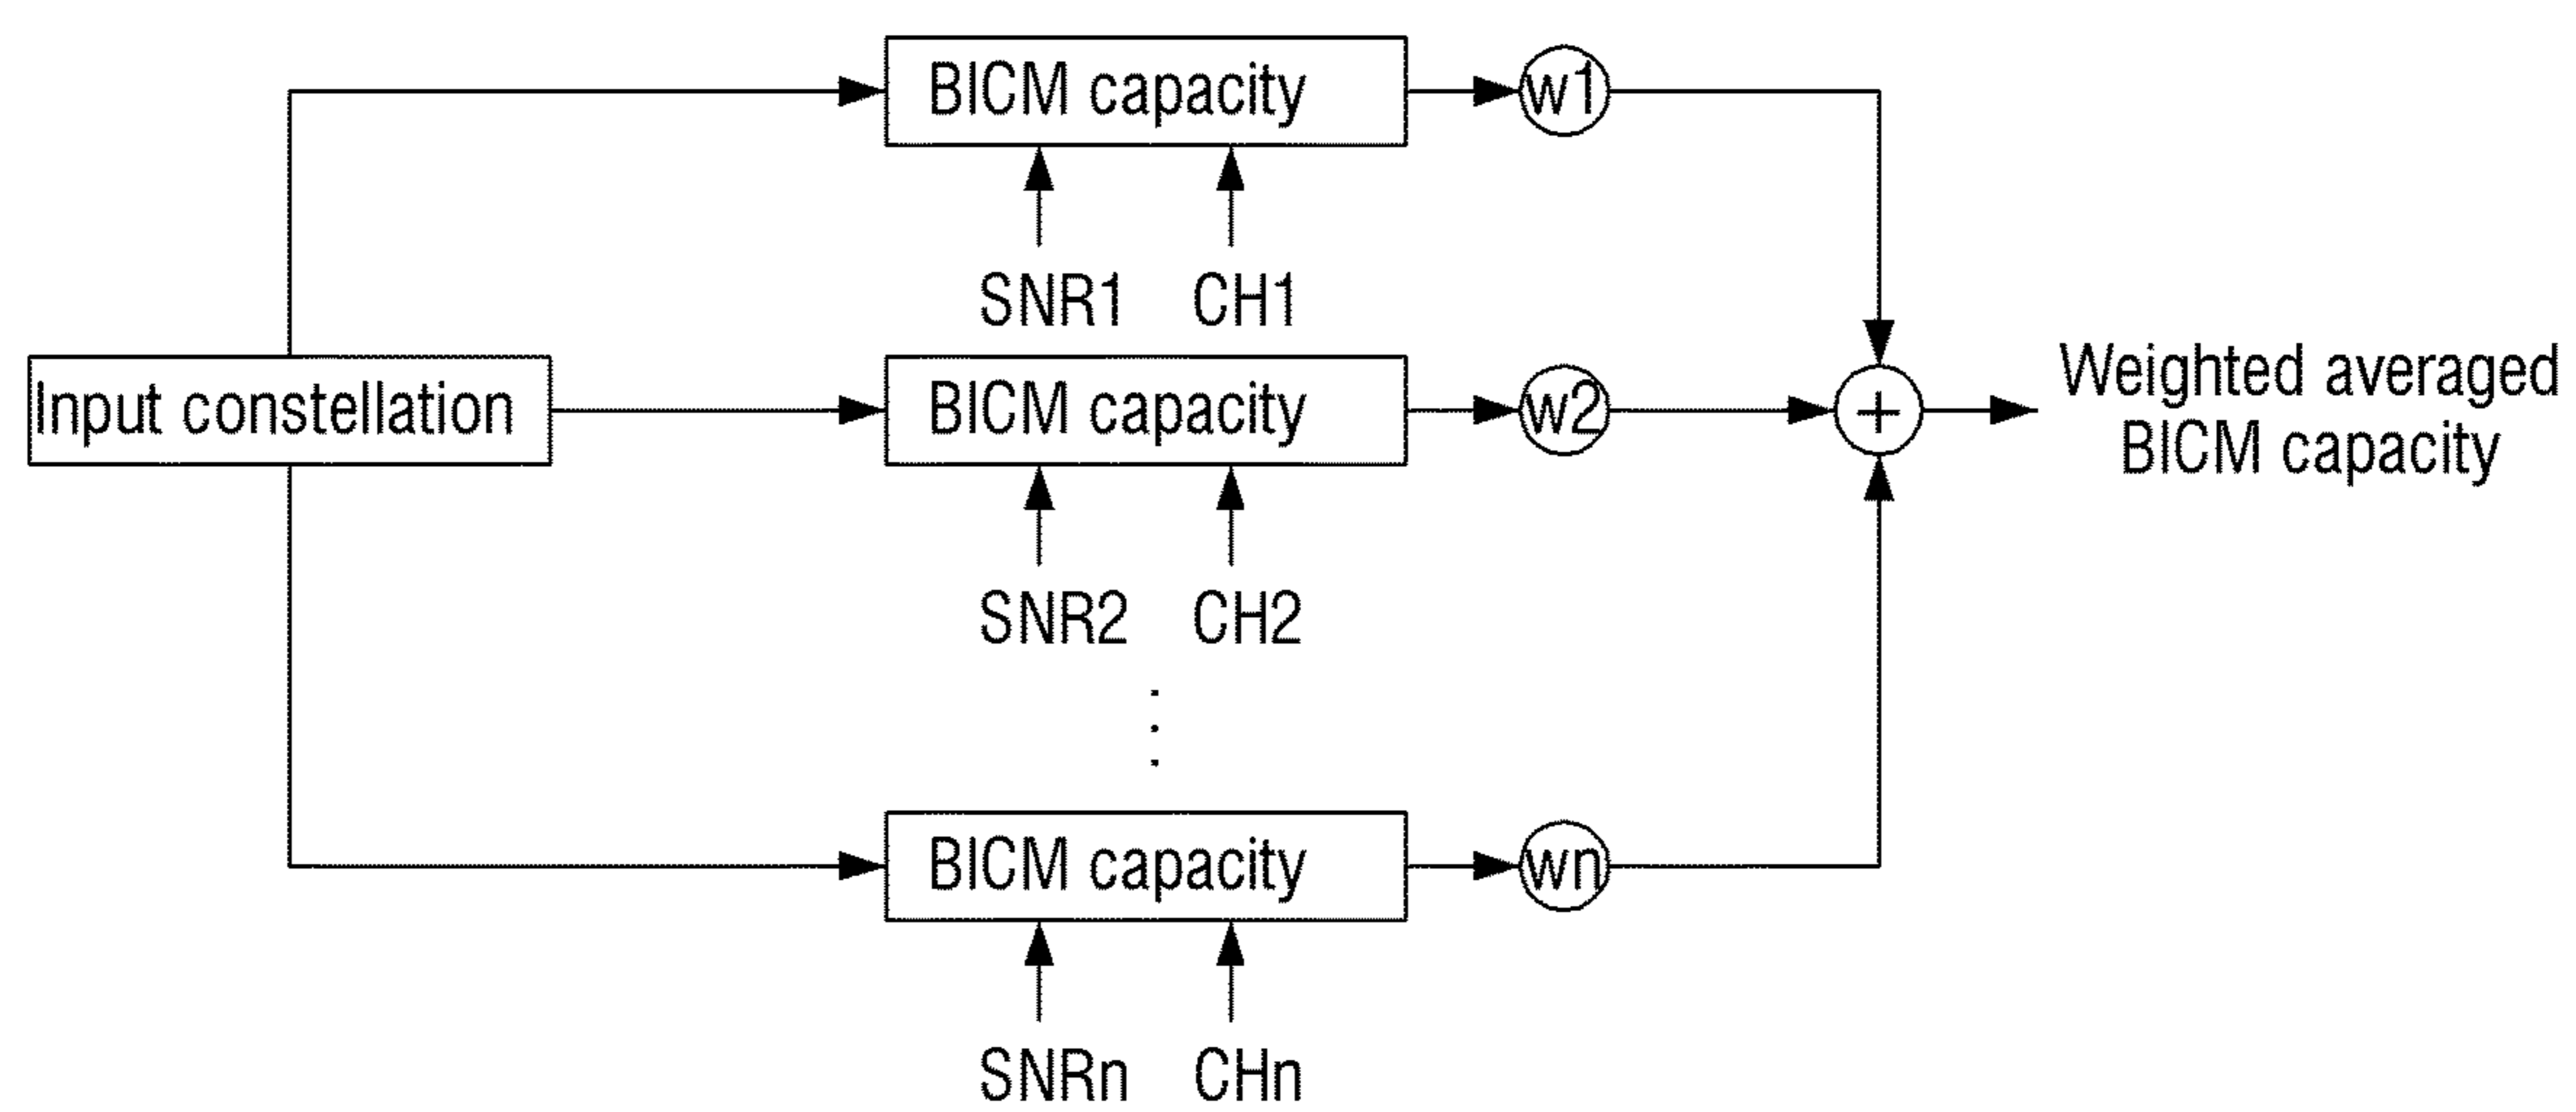 BICM capacity
w1
SNR1 CH1
Input constellation
BICM capacity
w2
+
Weighted averaged
BICM capacity
SNR2 CH2
BICM capacity
wn
SNRn CHn